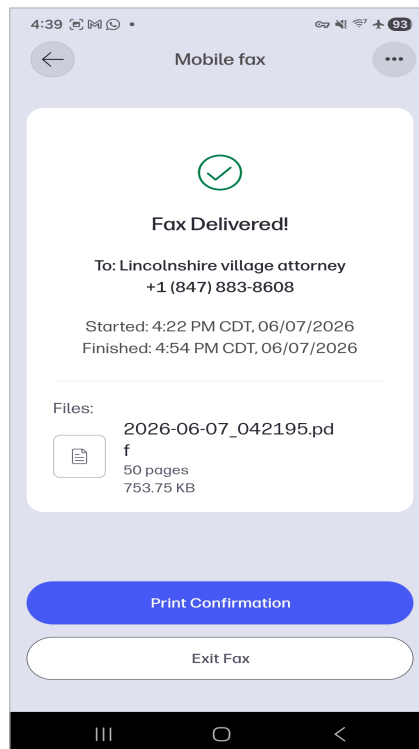 4:39
93
Mobile fax
Fax Delivered!
To: Lincolnshire village attorney
+1 (847) 883-8608
Started: 4:22 PM CDT, 06/07/2026
Finished: 4:54 PM CDT, 06/07/2026
Files:
2026-06-07_042195.pd
f
50 pages
753.75 KB
Print Confirmation
Exit Fax